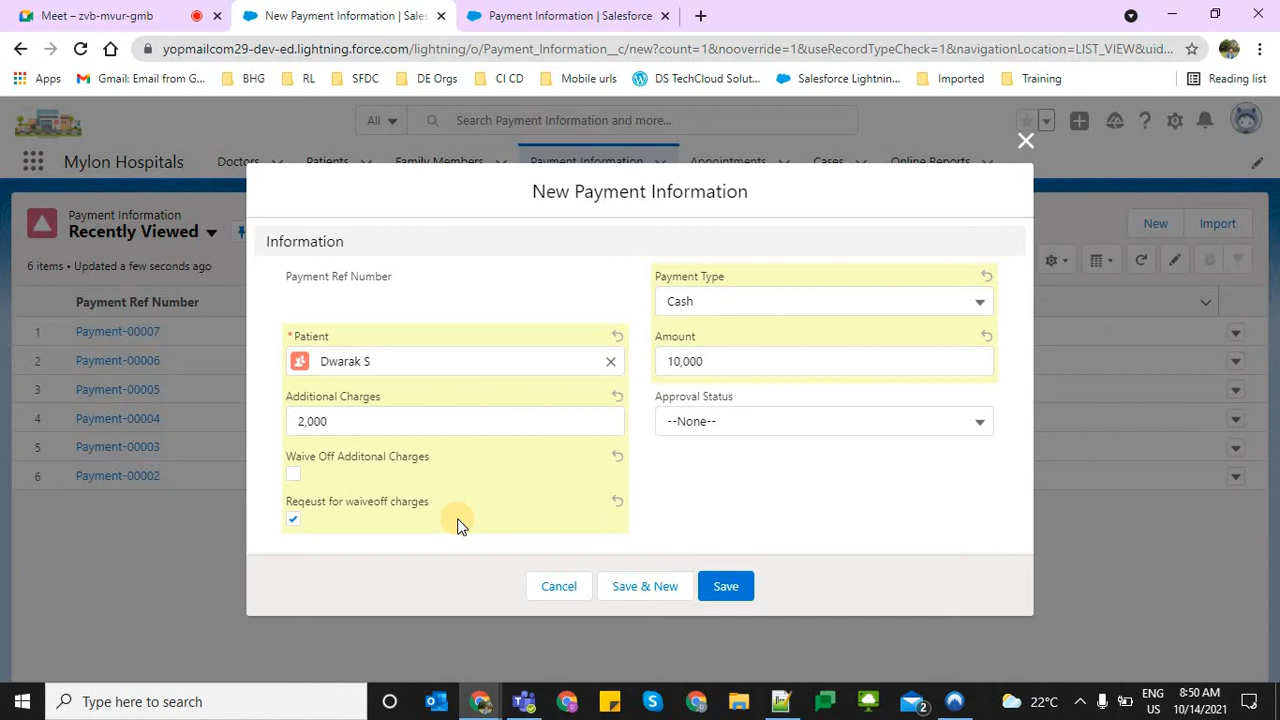 Meet – zvb-mvur-gmb
New Payment Information | Sales
Payment Information | Salesforce
yopmailcom29-dev-ed.lightning.force.com/lightning/o/Payment_Information__c/new?count=1&nooverride=1&useRecordTypeCheck=1&navigationLocation=LIST_VIEW&uid...
Apps
Gmail: Email from G...
BHG
RL
SFDC
DE Orgs
CI CD
Mobile urls
DS TechCloud Solut...
Salesforce Lightnin...
Imported
Training
Reading list
All
Search Payment Information and more...
Mylon Hospitals
Doctors
Patients
Family Members
Payment Information
Appointments
Cases
Online Reports
New Payment Information
Payment Information
Recently Viewed
New
Import
6 items • Updated a few seconds ago
Payment Ref Number
1 Payment-00007
2 Payment-00006
3 Payment-00005
4 Payment-00004
5 Payment-00003
6 Payment-00002
Information
Payment Ref Number
Payment Type
Cash
* Patient
Dwarak S
Amount
10,000
Additional Charges
2,000
Approval Status
--None--
Waive Off Additonal Charges
Reqeust for waiveoff charges
Cancel
Save & New
Save
Type here to search
2
22°C
ENG
US
8:50 AM
10/14/2021